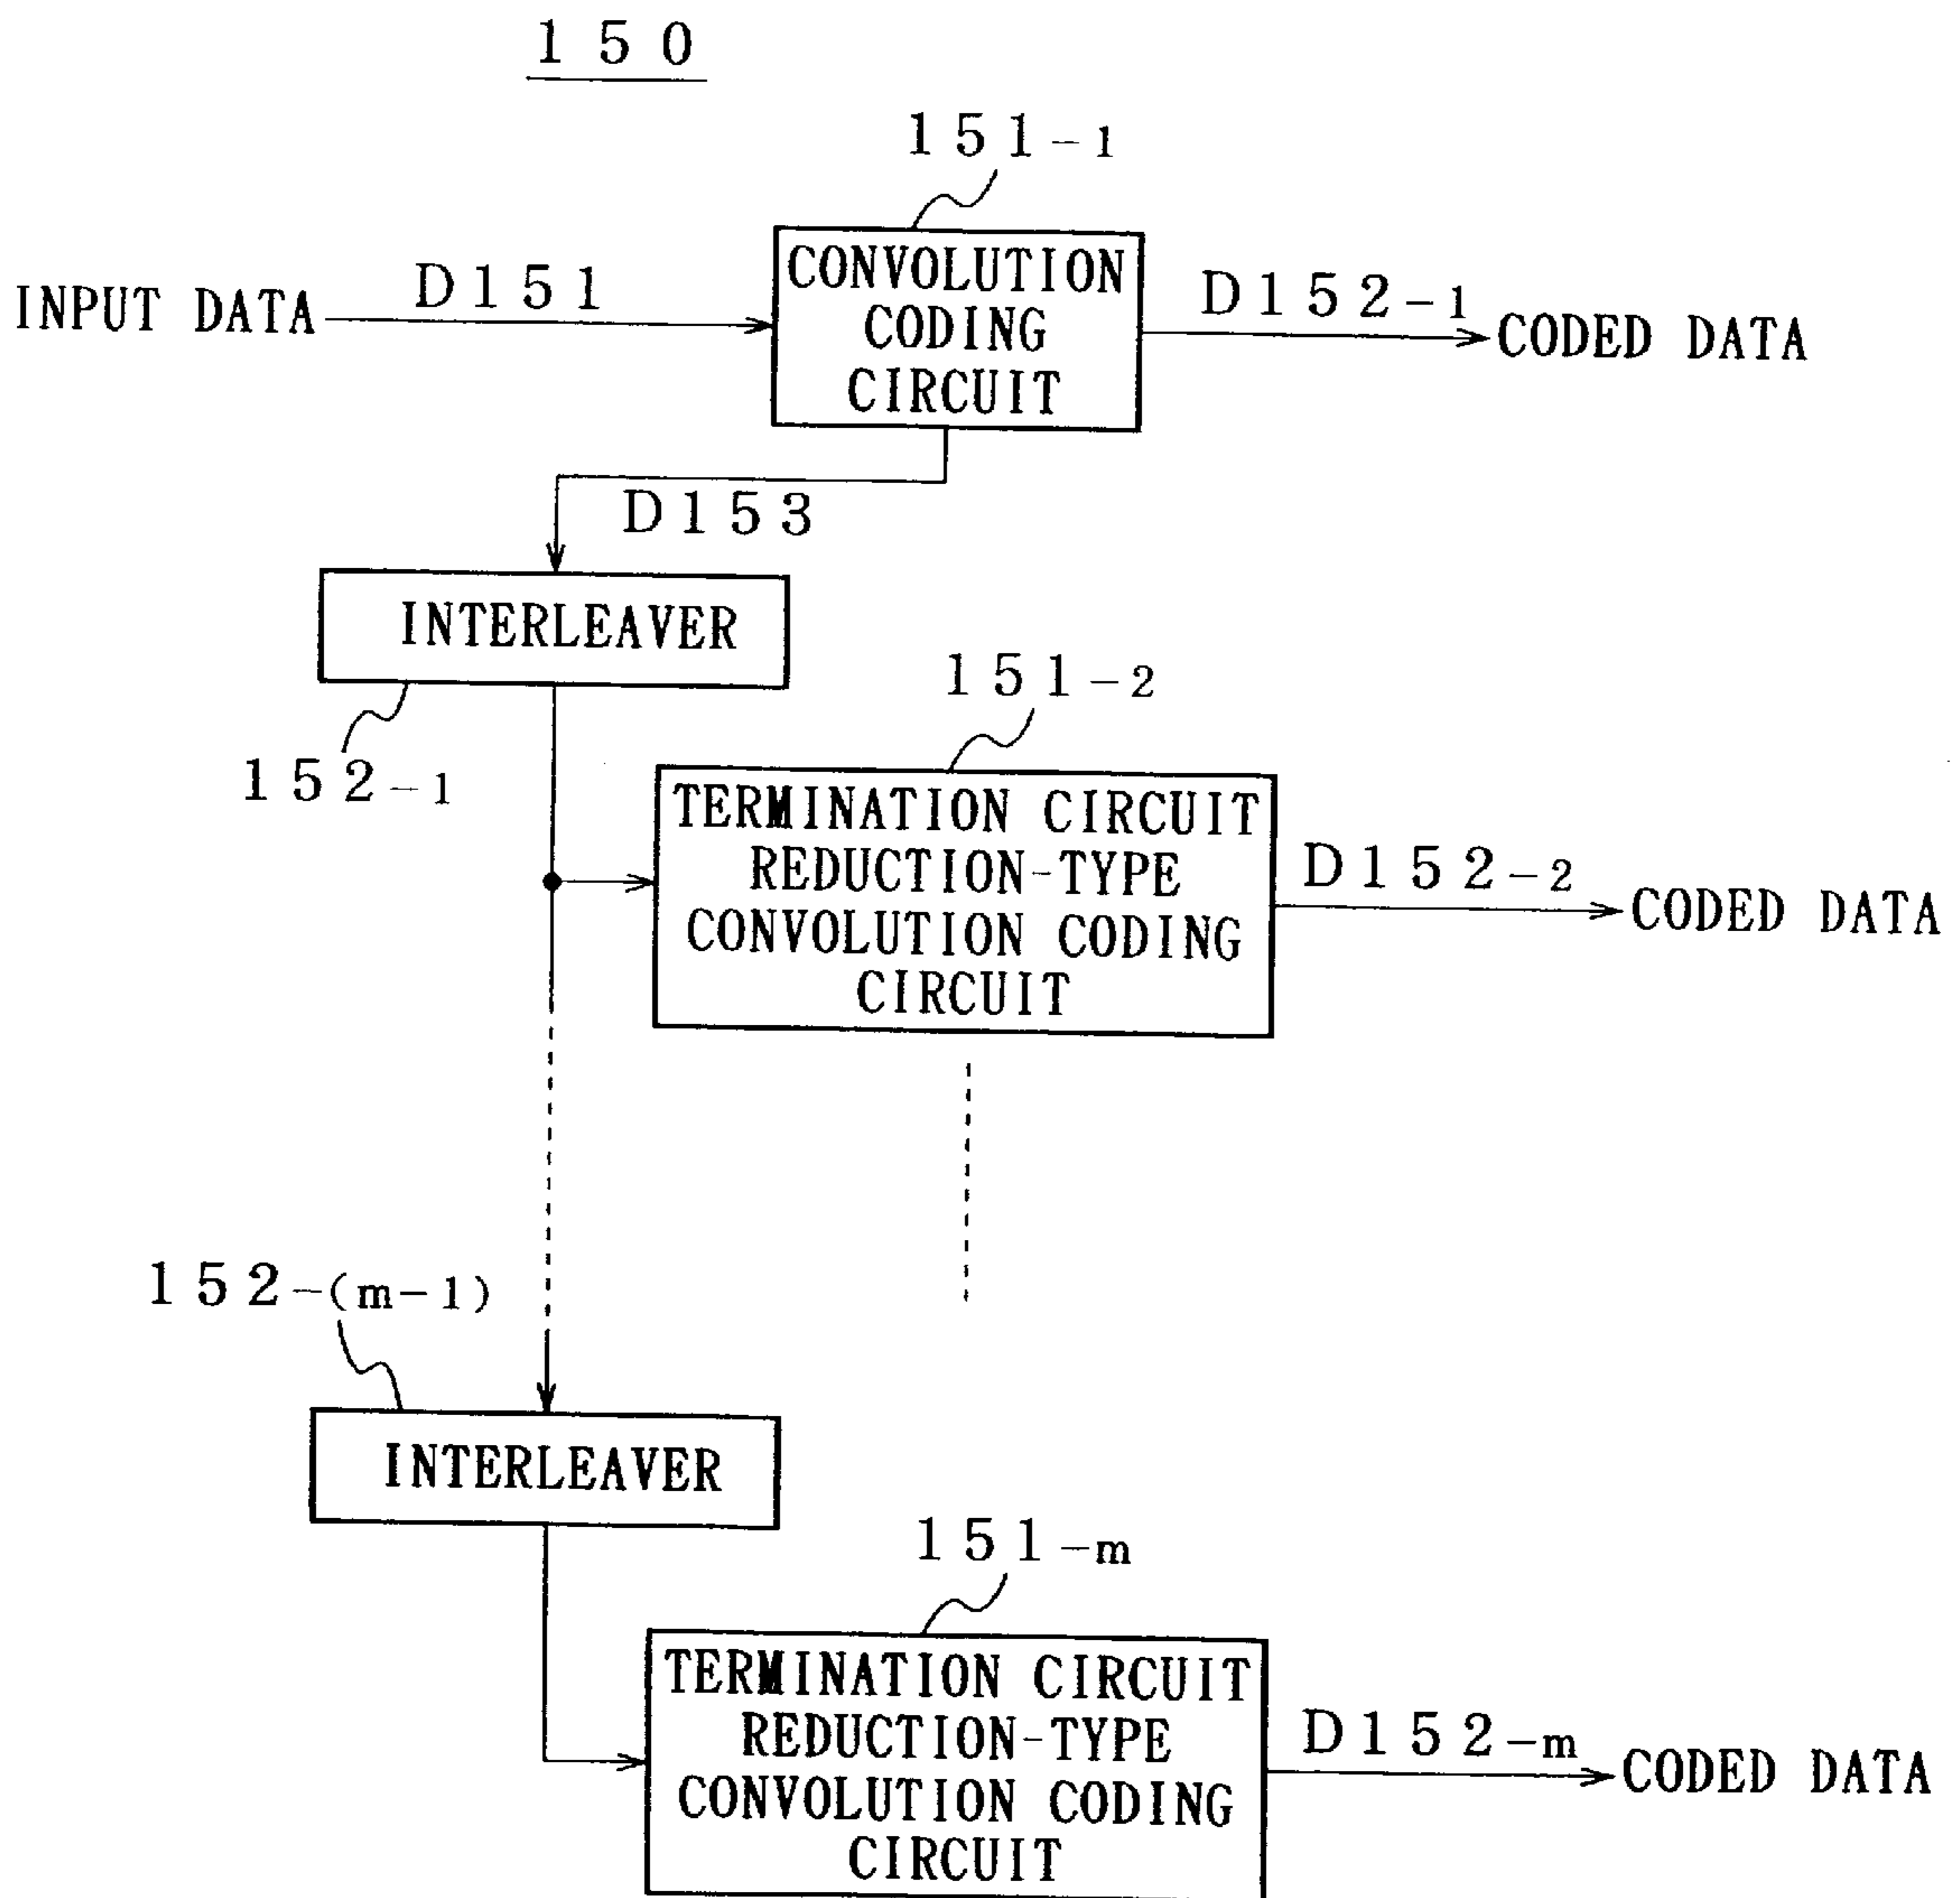 150
151-1
CONVOLUTION
CODING
CIRCUIT
INPUT DATA
D151
D152-1
CODED DATA
D153
INTERLEAVER
152-1
151-2
TERMINATION CIRCUIT
REDUCTION-TYPE
CONVOLUTION CODING
CIRCUIT
D152-2
CODED DATA
152-(m-1)
INTERLEAVER
151-m
TERMINATION CIRCUIT
REDUCTION-TYPE
CONVOLUTION CODING
CIRCUIT
D152-m
CODED DATA